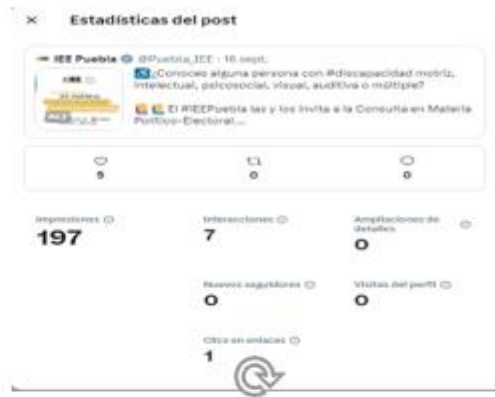 × Estadísticas del post
IEE Puebla @Puebla_IEE · 16 sept.
¿Conoces alguna persona con #discapacidad motriz,
intelectual, psicosocial, visual, auditiva o múltiple?
El #IEEPuebla las y los invita a la Consulta en Materia
Político-Electoral...
5 0 0
Impresiones
197
Interacciones
7
Ampliaciones de
detalles
0
Nuevos seguidores
0
Visitas del perfil
0
Clics en enlaces
1